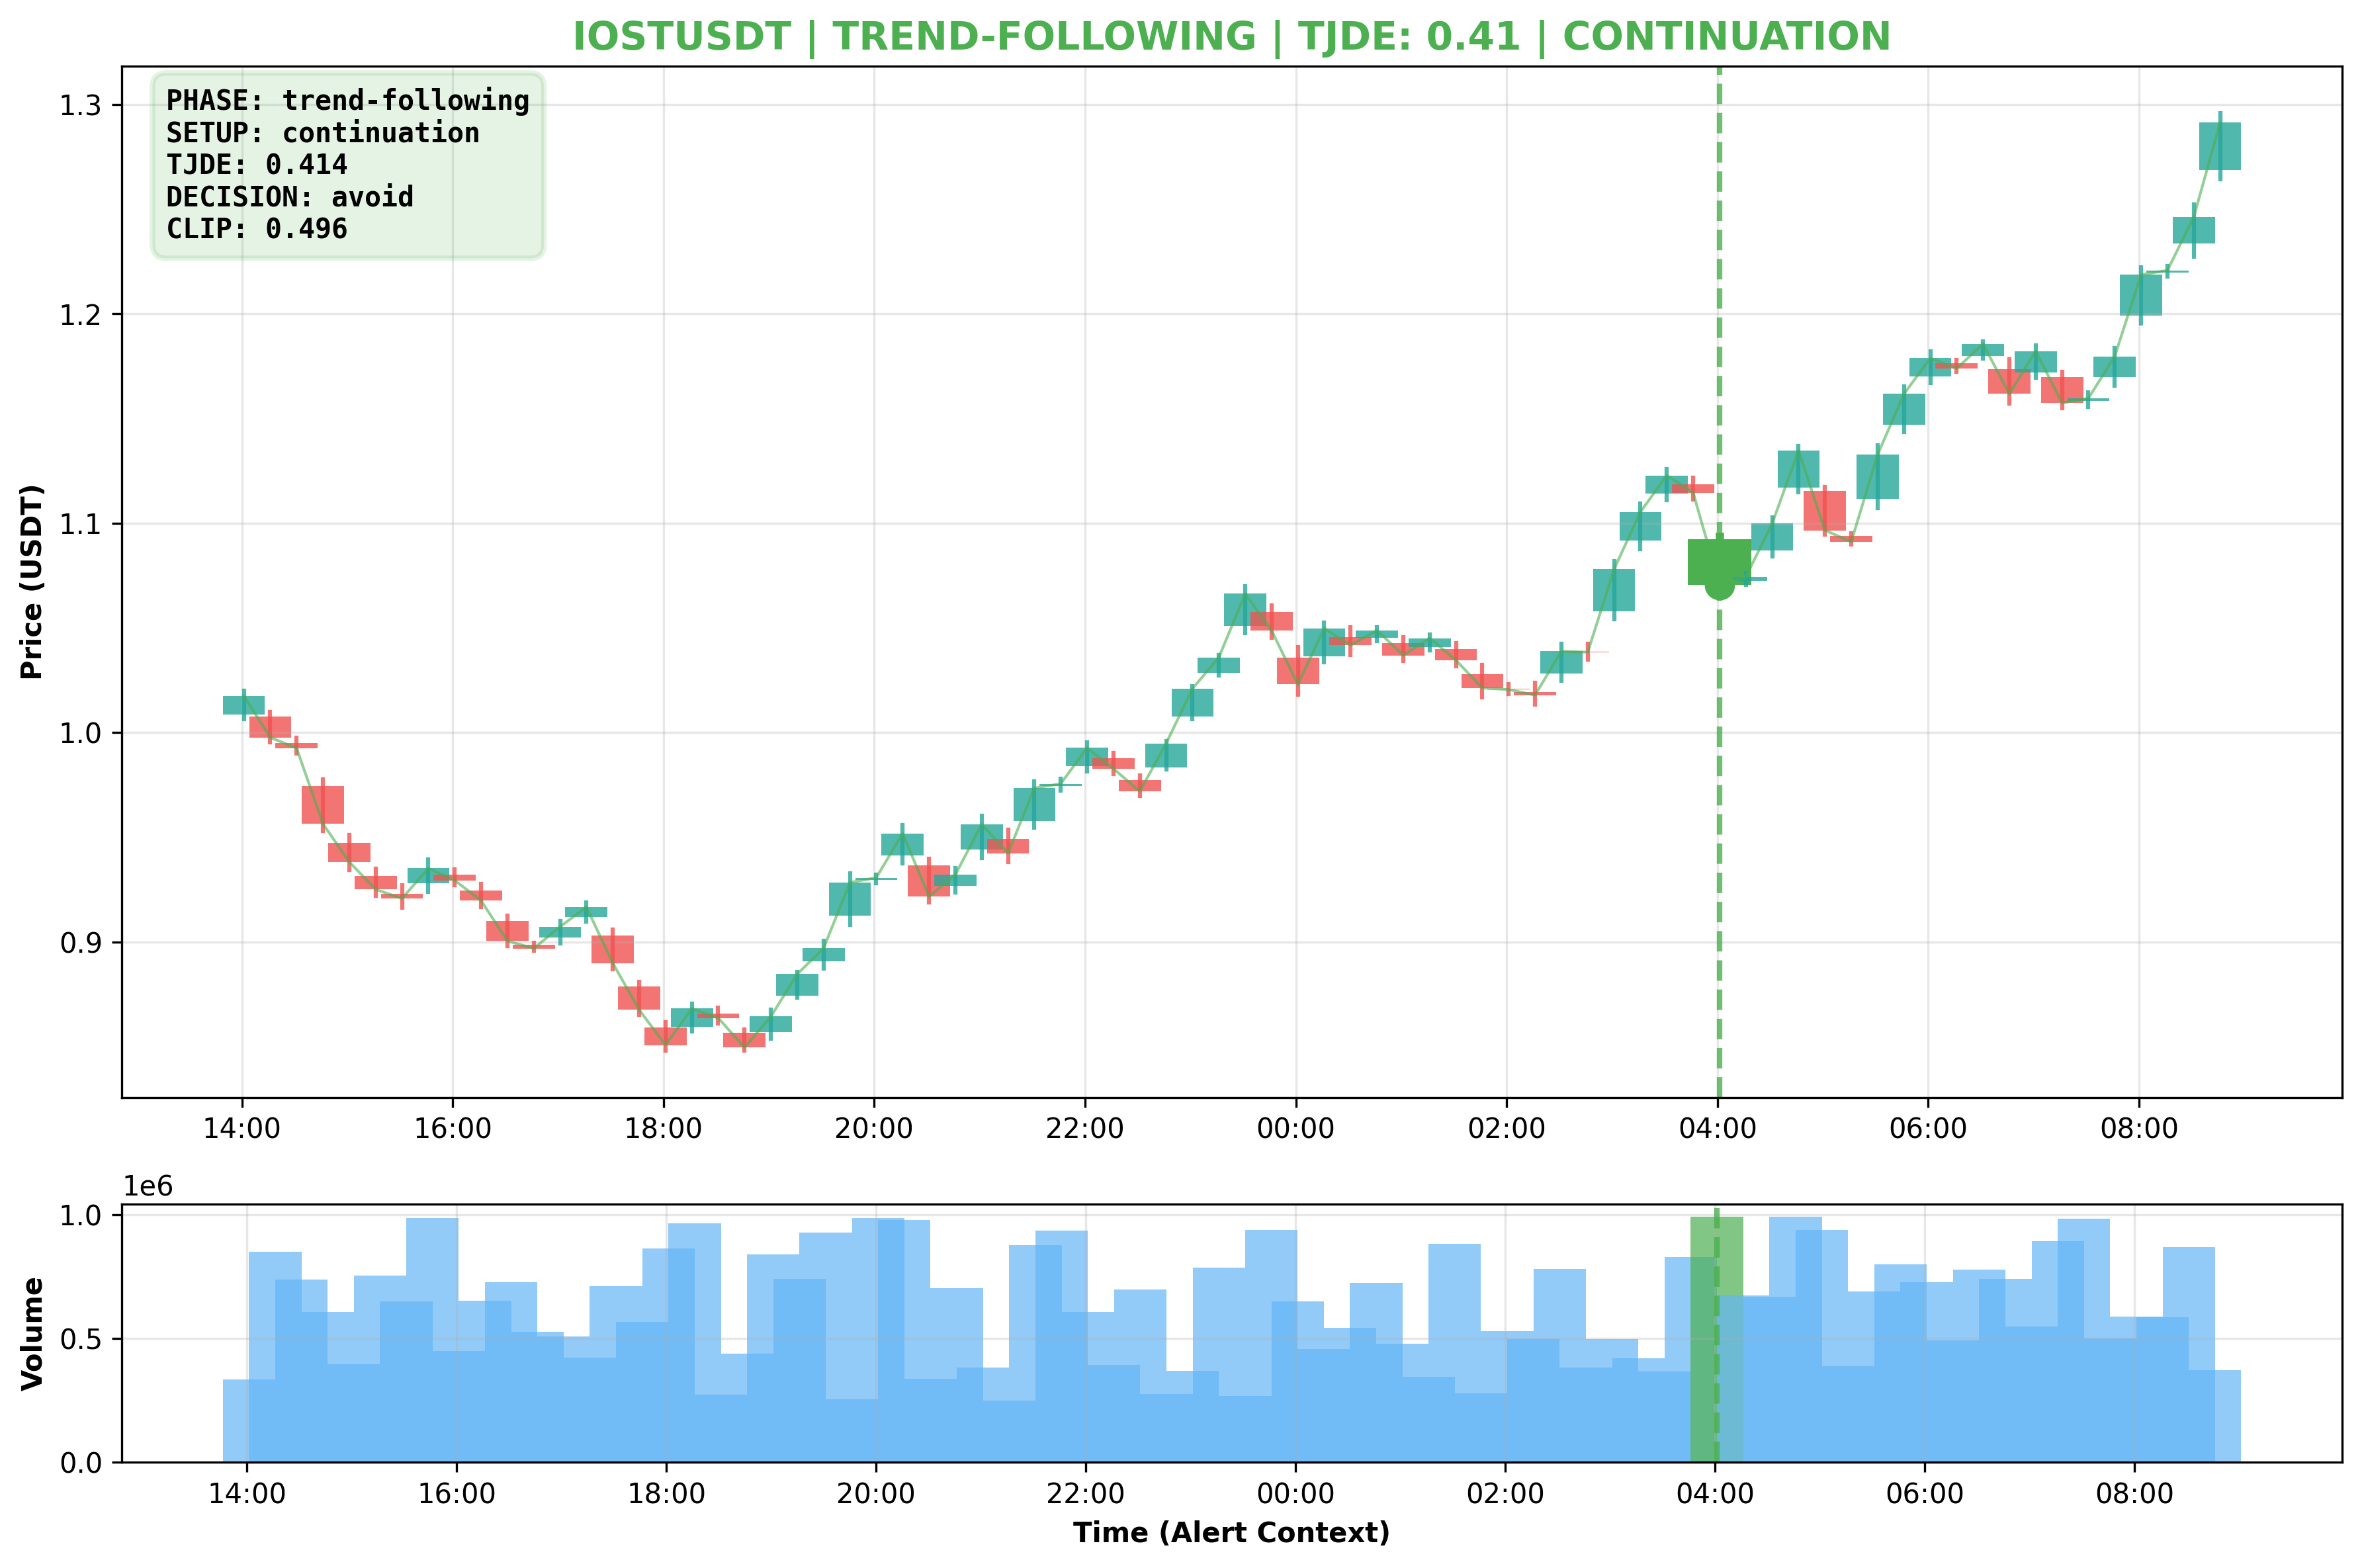 IOSTUSDT | TREND-FOLLOWING | TJDE: 0.41 | CONTINUATION
PHASE: trend-following
SETUP: continuation
TJDE: 0.414
DECISION: avoid
CLIP: 0.496
Price (USDT)
1.3
1.2
1.1
1.0
0.9
14:00 16:00 18:00 20:00 22:00 00:00 02:00 04:00 06:00 08:00
1e6
Volume
1.0
0.5
0.0
14:00 16:00 18:00 20:00 22:00 00:00 02:00 04:00 06:00 08:00
Time (Alert Context)